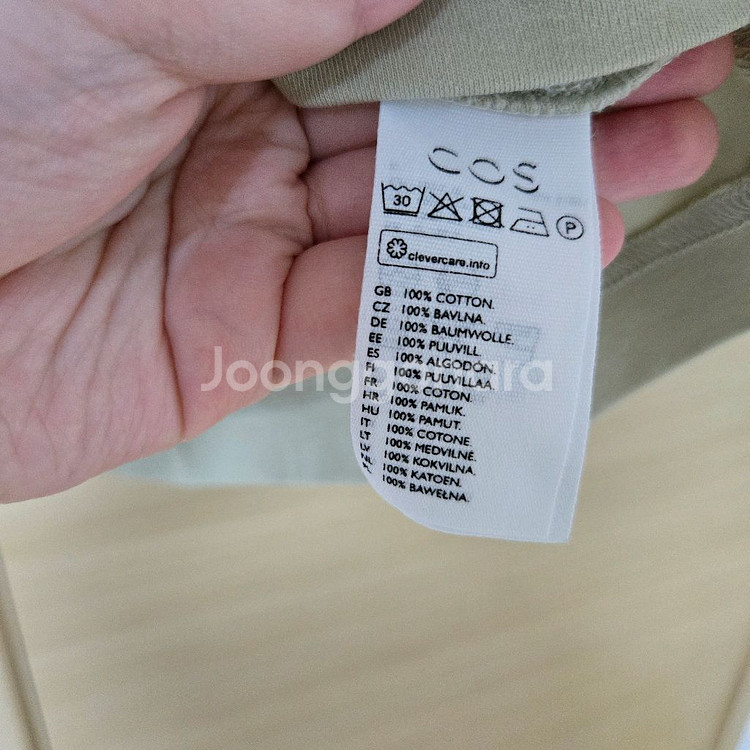 COS
30
P
clevercare.info
GB 100% COTTON.
CZ 100% BAVLNA.
DE 100% BAUMWOLLE.
EE 100% PUUVILL.
ES 100% ALGODÓN.
FI 100% PUUVILLAA.
FR 100% COTON.
HR 100% PAMUK.
HU 100% PAMUT.
IT 100% COTONE.
LT 100% MEDVILNĖ.
LV 100% KOKVILNA.
NL 100% KATOEN.
PL 100% BAWEŁNA.
Joonggonara